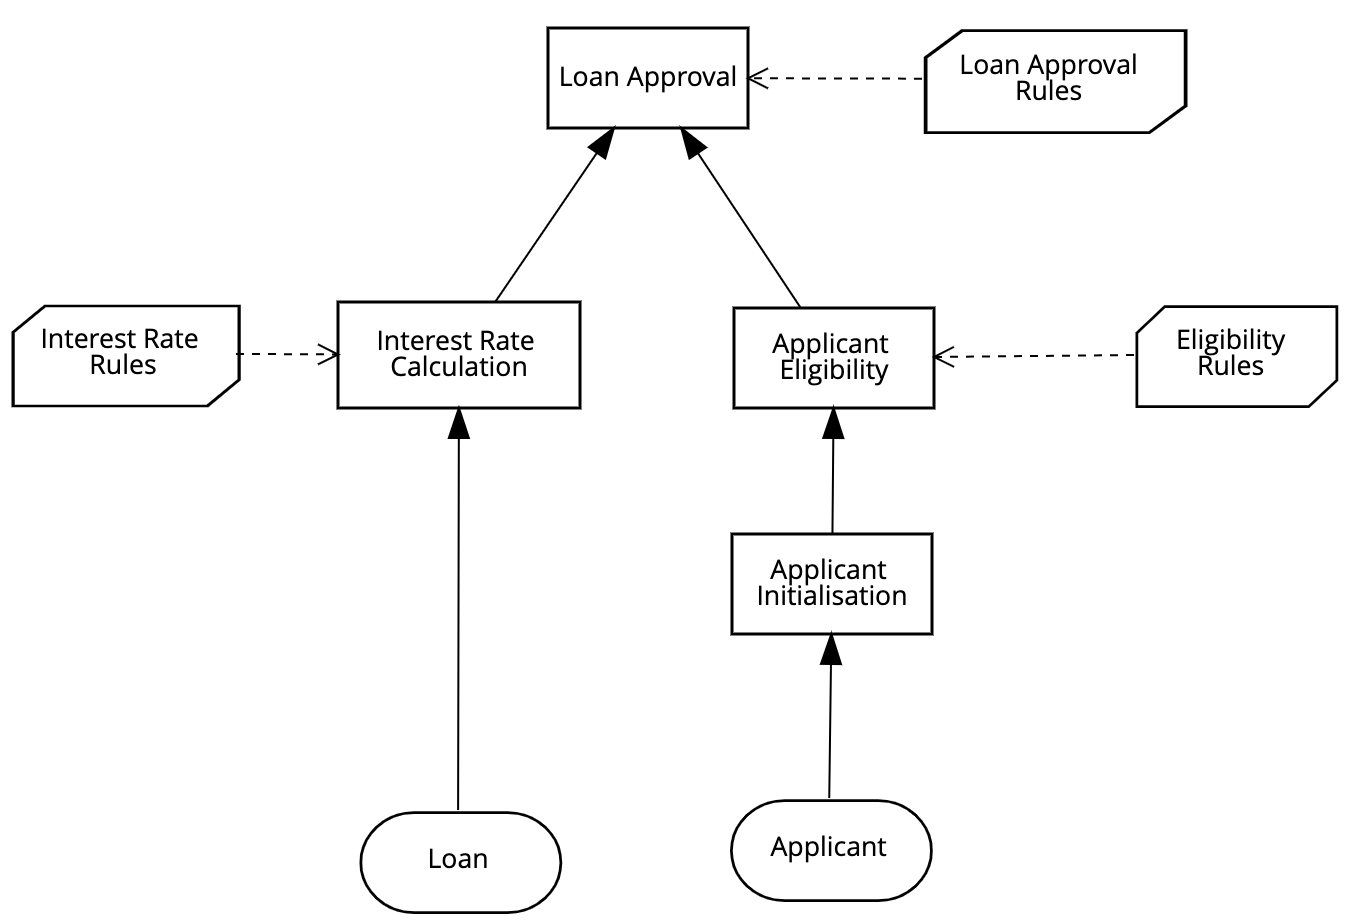 Loan Approval
Loan Approval
Rules
Interest Rate
Rules
Interest Rate
Calculation
Applicant
Eligibility
Eligibility
Rules
Applicant
Initialisation
Loan
Applicant